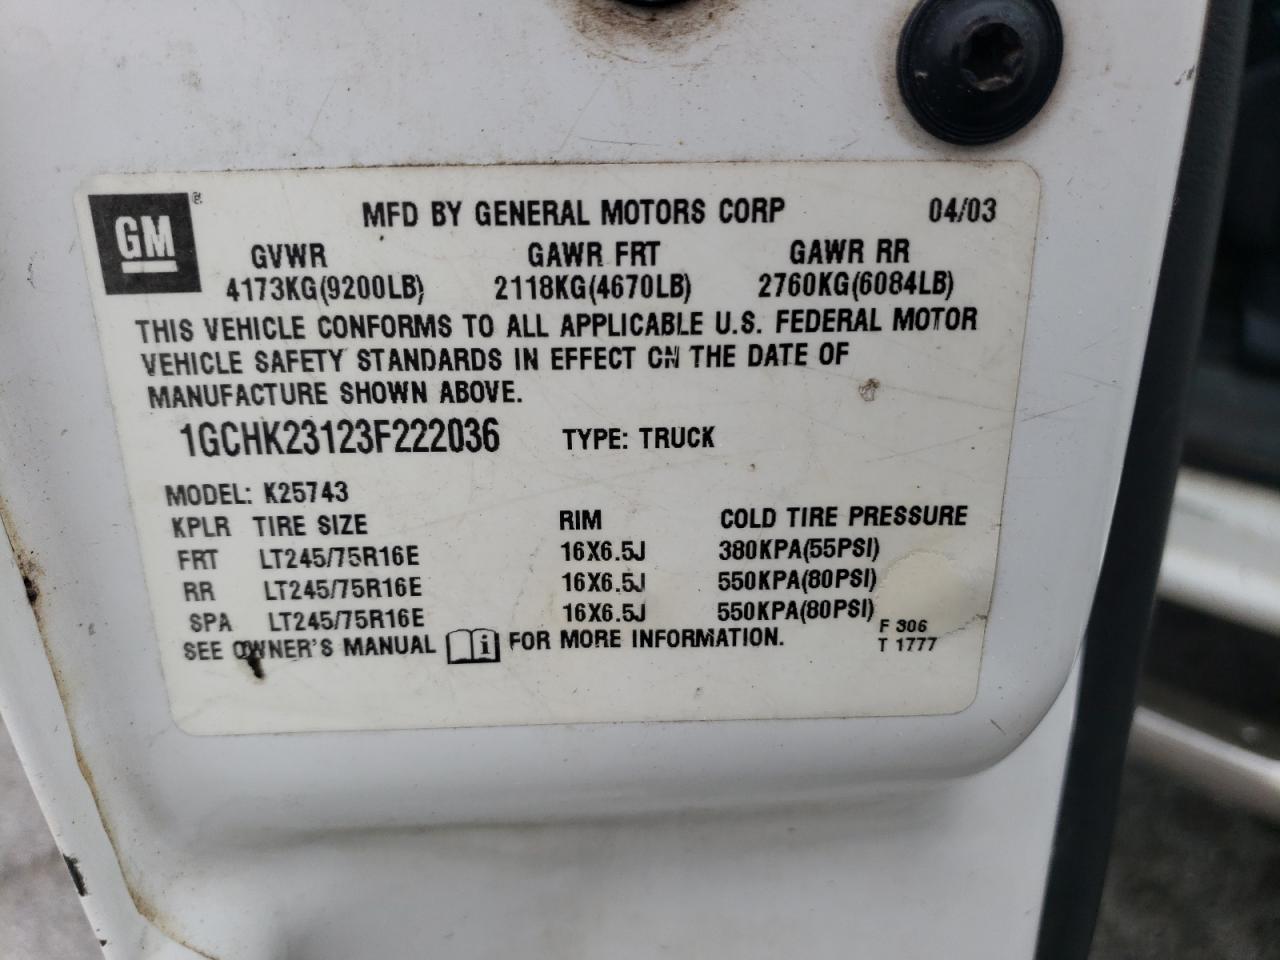 GM ®
MFD BY GENERAL MOTORS CORP 04/03
GVWR GAWR FRT GAWR RR
4173KG(9200LB) 2118KG(4670LB) 2760KG(6084LB)
THIS VEHICLE CONFORMS TO ALL APPLICABLE U.S. FEDERAL MOTOR
VEHICLE SAFETY STANDARDS IN EFFECT ON THE DATE OF
MANUFACTURE SHOWN ABOVE.
1GCHK23123F222036 TYPE: TRUCK
MODEL: K25743
KPLR TIRE SIZE RIM COLD TIRE PRESSURE
FRT LT245/75R16E 16X6.5J 380KPA(55PSI)
RR LT245/75R16E 16X6.5J 550KPA(80PSI)
SPA LT245/75R16E 16X6.5J 550KPA(80PSI)
SEE OWNER'S MANUAL i FOR MORE INFORMATION.
F 306
T 1777